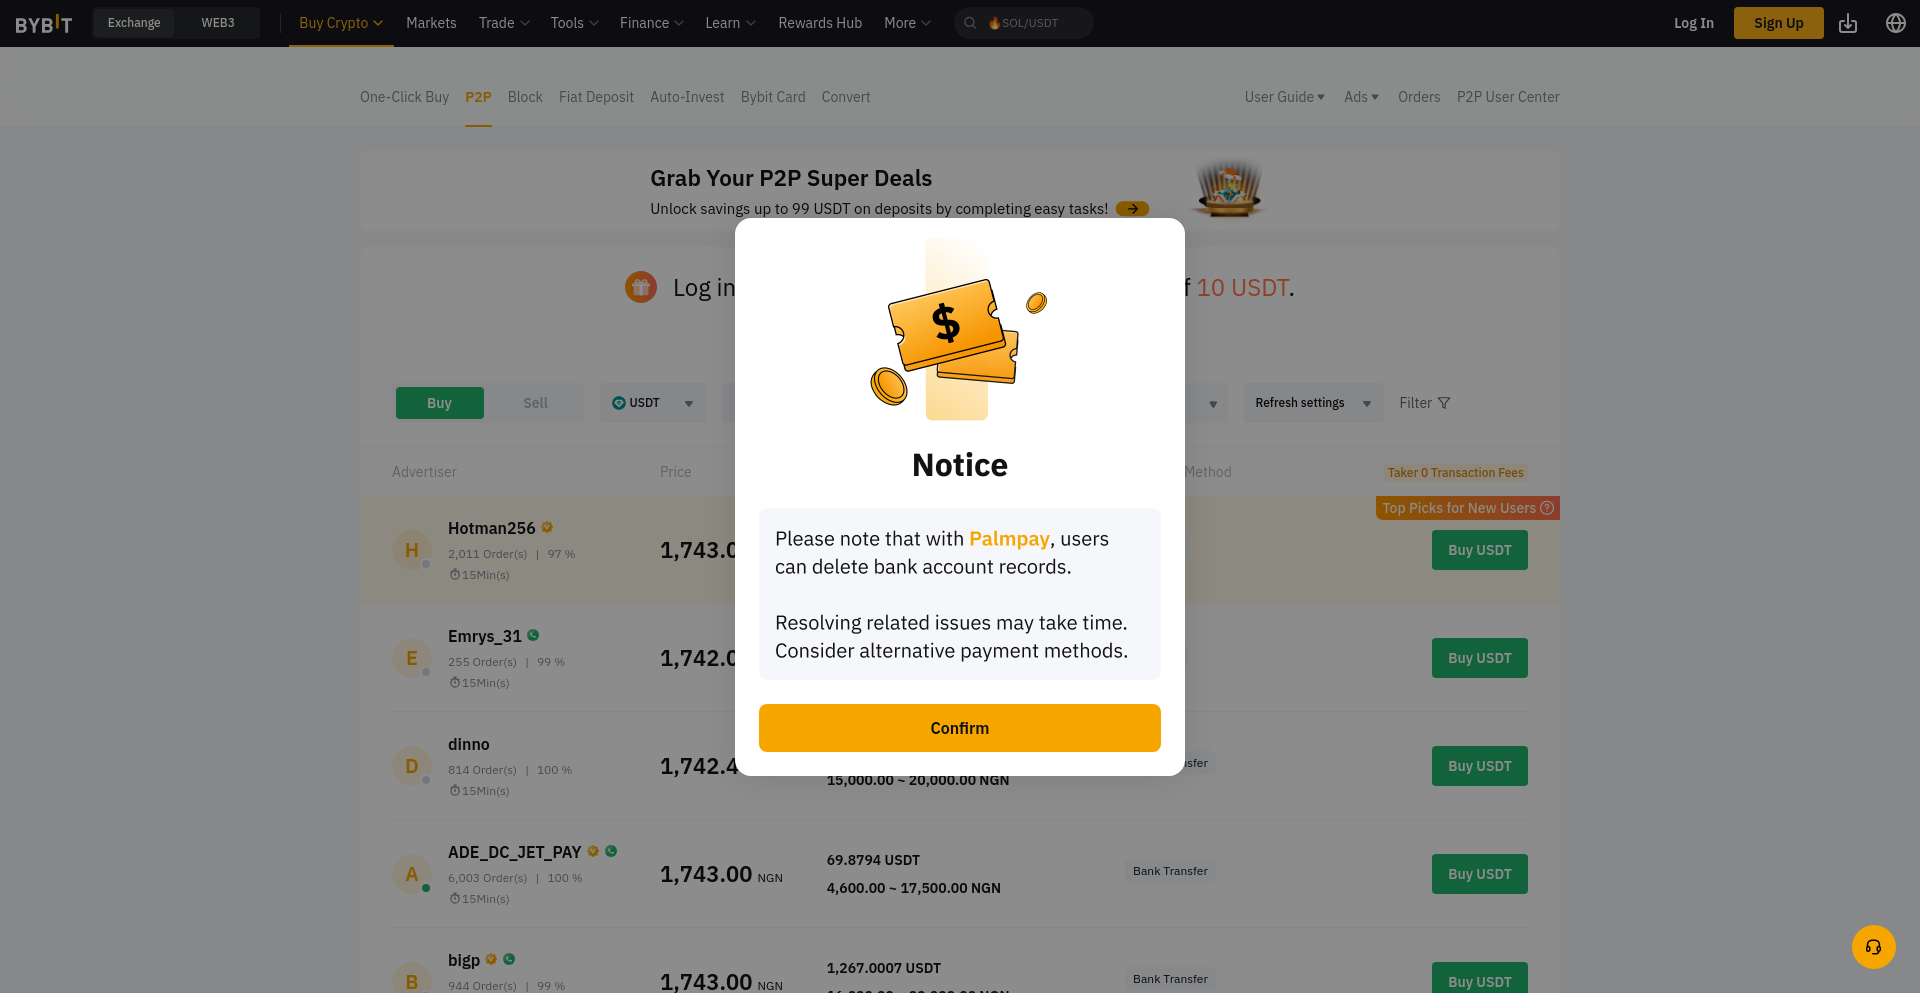 BYBIT Exchange WEB3 Buy Crypto Markets Trade Tools Finance Learn Rewards Hub More SOL/USDT Log In Sign Up
One-Click Buy P2P Block Fiat Deposit Auto-Invest Bybit Card Convert User Guide Ads Orders P2P User Center
Grab Your P2P Super Deals
Unlock savings up to 99 USDT on deposits by completing easy tasks!
Log in f 10 USDT.
Buy Sell USDT Refresh settings Filter
Advertiser Price Method Taker 0 Transaction Fees
Top Picks for New Users
H Hotman256
2,011 Order(s) | 97 %
15Min(s)
1,743.0
Buy USDT
E Emrys_31
255 Order(s) | 99 %
15Min(s)
1,742.0
Buy USDT
D dinno
814 Order(s) | 100 %
15Min(s)
1,742.4
15,000.00 ~ 20,000.00 NGN
Buy USDT
A ADE_DC_JET_PAY
6,003 Order(s) | 100 %
15Min(s)
1,743.00 NGN
69.8794 USDT
4,600.00 ~ 17,500.00 NGN
Bank Transfer
Buy USDT
B bigp
944 Order(s) | 99 %
1,743.00 NGN
1,267.0007 USDT
Bank Transfer
Buy USDT
$
Notice
Please note that with Palmpay, users
can delete bank account records.
Resolving related issues may take time.
Consider alternative payment methods.
Confirm